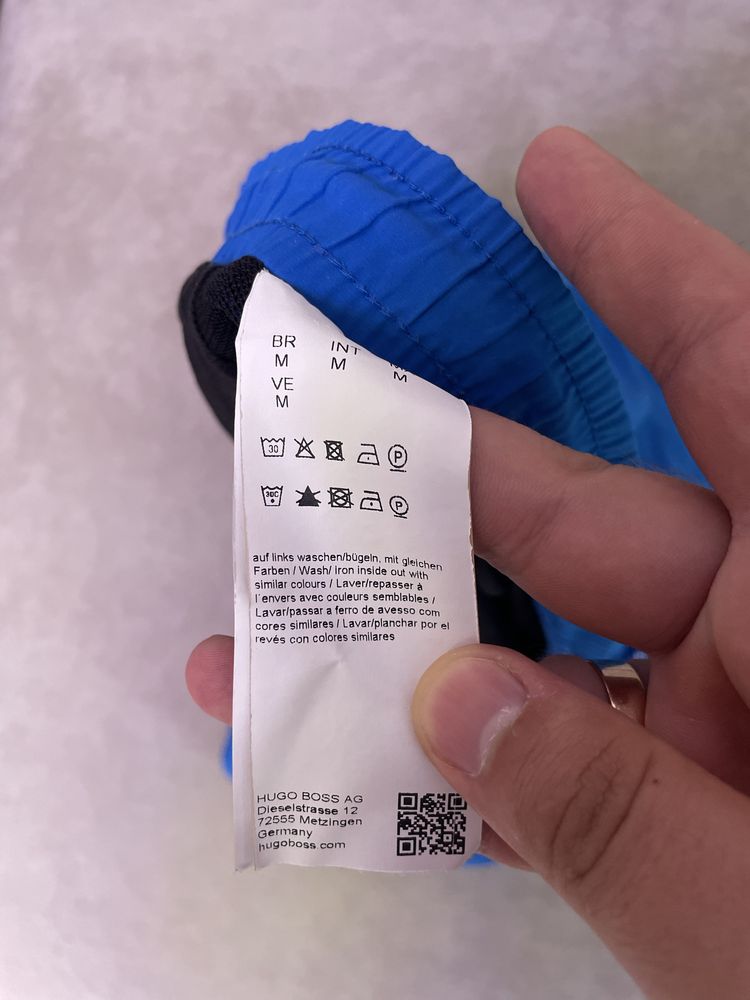 BR INT
M M M
VE
M
30 P
30C P
auf links waschen/bügeln, mit gleichen
Farben / Wash/ iron inside out with
similar colours / Laver/repasser à
l'envers avec couleurs semblables /
Lavar/passar a ferro de avesso com
cores similares / Lavar/planchar por el
revés con colores similares
HUGO BOSS AG
Dieselstrasse 12
72555 Metzingen
Germany
hugoboss.com